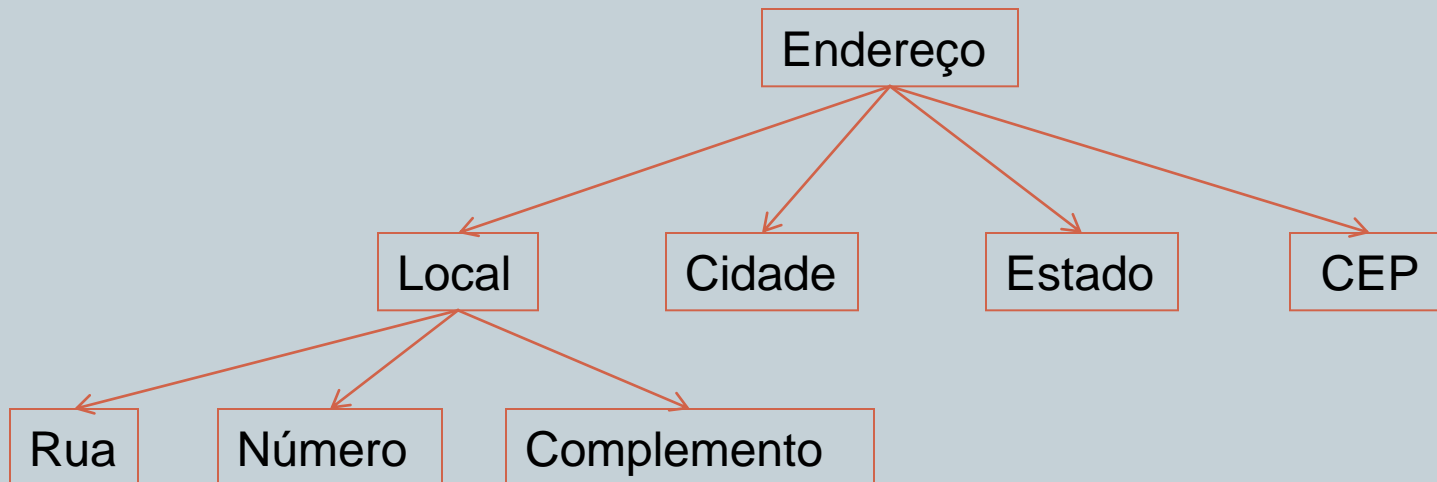 Endereço
Local
Cidade
Estado
CEP
Rua
Número
Complemento